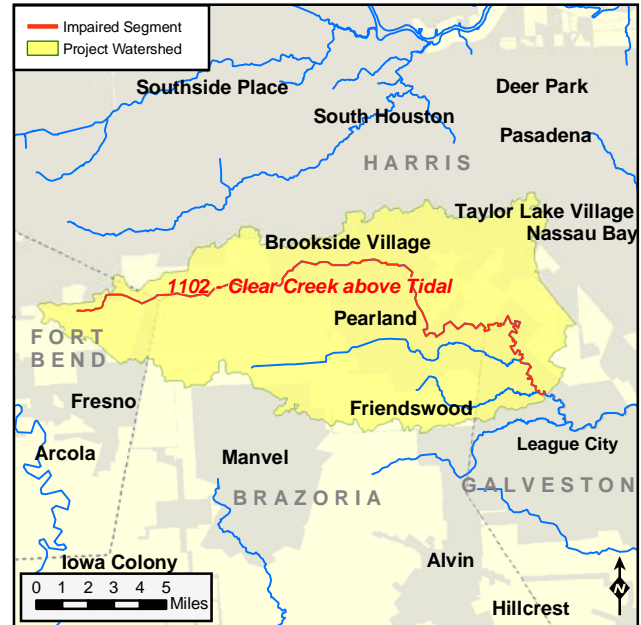 Impaired Segment
Project Watershed
Southside Place
Deer Park
South Houston
Pasadena
HARRIS
Taylor Lake Village
Nassau Bay
Brookside Village
1102 - Clear Creek above Tidal
Pearland
FORT
BEND
Fresno
Friendswood
League City
Arcola
Manvel
GALVESTON
BRAZORIA
Iowa Colony
Alvin
0 1 2 3 4 5
Miles
N
Hillcrest